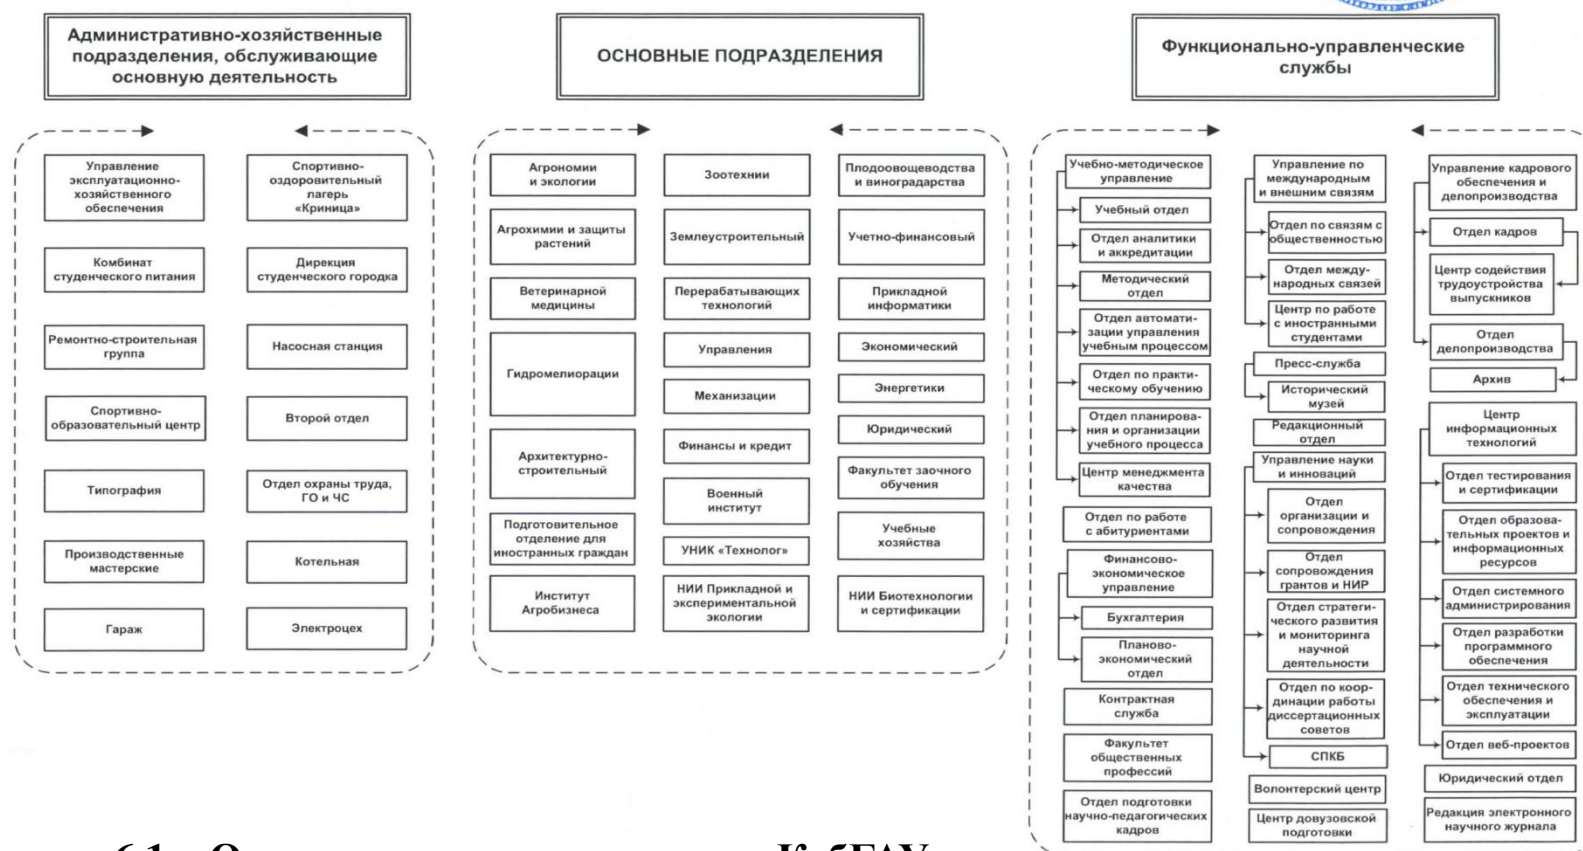 Административно-хозяйственные
подразделения, обслуживающие
основную деятельность
ОСНОВНЫЕ ПОДРАЗДЕЛЕНИЯ
Функционально-управленческие
службы
Управление
эксплуатационно-
хозяйственного
обеспечения
Комбинат
студенческого питания
Ремонтно-строительная
группа
Спортивно-
образовательный центр
Типография
Производственные
мастерские
Гараж
Спортивно-
оздоровительный
лагерь
«Криница»
Дирекция
студенческого городка
Насосная станция
Второй отдел
Отдел охраны труда,
ГО и ЧС
Котельная
Электроцех
Агрономии
и экологии
Агрохимии и защиты
растений
Ветеринарной
медицины
Гидромелиорации
Архитектурно-
строительный
Подготовительное
отделение для
иностранных граждан
Институт
Агробизнеса
Зоотехнии
Землеустроительный
Перерабатывающих
технологий
Управления
Механизации
Финансы и кредит
Военный
институт
УНИК «Технолог»
НИИ Прикладной и
экспериментальной
экологии
Плодоовощеводства
и виноградарства
Учетно-финансовый
Прикладной
информатики
Экономический
Энергетики
Юридический
Факультет заочного
обучения
Учебные
хозяйства
НИИ Биотехнологии
и сертификации
Учебно-методическое
управление
Учебный отдел
Отдел аналитики
и аккредитации
Методический
отдел
Отдел автомати-
зации управления
учебным процессом
Отдел по практи-
ческому обучению
Отдел планирова-
ния и организации
учебного процесса
Центр менеджмента
качества
Отдел по работе
с абитуриентами
Финансово-
экономическое
управление
Бухгалтерия
Планово-
экономический
отдел
Контрактная
служба
Факультет
общественных
профессий
Отдел подготовки
научно-педагогических
кадров
Управление по
международным
и внешним связям
Отдел по связям с
общественностью
Отдел между-
народных связей
Центр по работе
с иностранными
студентами
Пресс-служба
Исторический
музей
Редакционный
отдел
Управление науки
и инноваций
Отдел
организации и
сопровождения
Отдел
сопровождения
грантов и НИР
Отдел стратеги-
ческого развития
и мониторинга
научной
деятельности
Отдел по коор-
динации работы
диссертационных
советов
СПКБ
Волонтерский центр
Центр довузовской
подготовки
Управление кадрового
обеспечения и
делопроизводства
Отдел кадров
Центр содействия
трудоустройства
выпускников
Отдел
делопроизводства
Архив
Центр
информационных
технологий
Отдел тестирования
и сертификации
Отдел образова-
тельных проектов и
информационных
ресурсов
Отдел системного
администрирования
Отдел разработки
программного
обеспечения
Отдел технического
обеспечения и
эксплуатации
Отдел веб-проектов
Юридический отдел
Редакция электронного
научного журнала